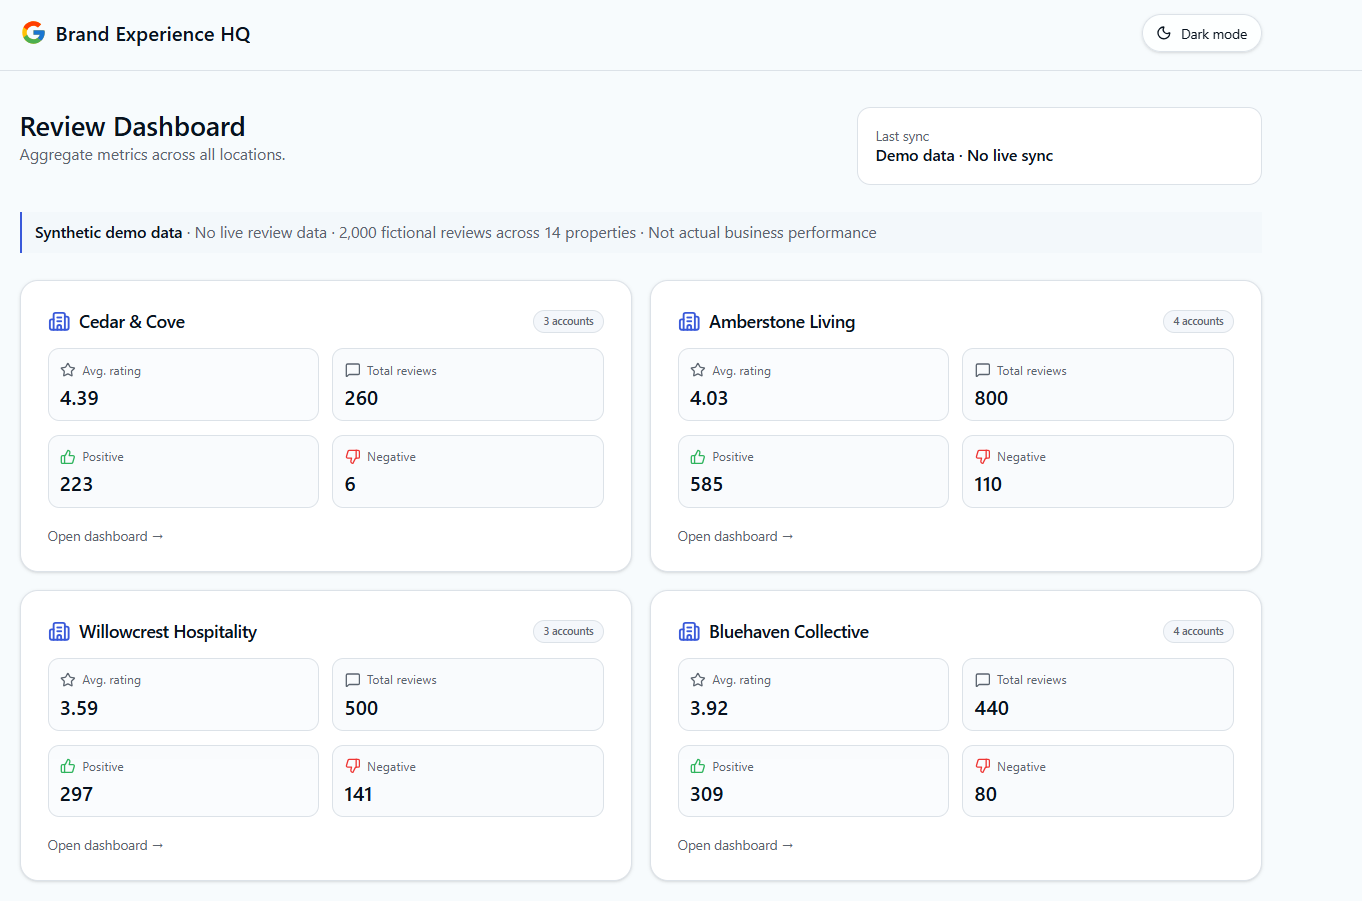 Brand Experience HQ
Dark mode
Review Dashboard
Aggregate metrics across all locations.
Last sync
Demo data · No live sync
Synthetic demo data · No live review data · 2,000 fictional reviews across 14 properties · Not actual business performance
Cedar & Cove
3 accounts
Avg. rating
4.39
Total reviews
260
Positive
223
Negative
6
Open dashboard →
Amberstone Living
4 accounts
Avg. rating
4.03
Total reviews
800
Positive
585
Negative
110
Open dashboard →
Willowcrest Hospitality
3 accounts
Avg. rating
3.59
Total reviews
500
Positive
297
Negative
141
Open dashboard →
Bluehaven Collective
4 accounts
Avg. rating
3.92
Total reviews
440
Positive
309
Negative
80
Open dashboard →